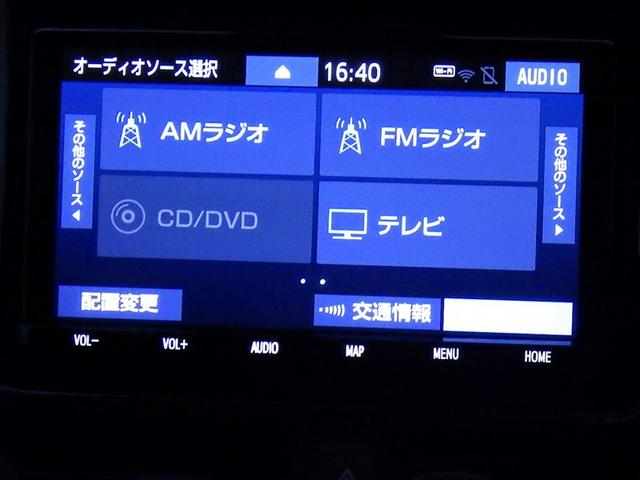 オーディオソース選択
16:40
Wi-Fi
AUDIO
その他のソース
AMラジオ
FMラジオ
その他のソース
CD/DVD
テレビ
配置変更
交通情報
VOL-
VOL+
AUDIO
MAP
MENU
HOME